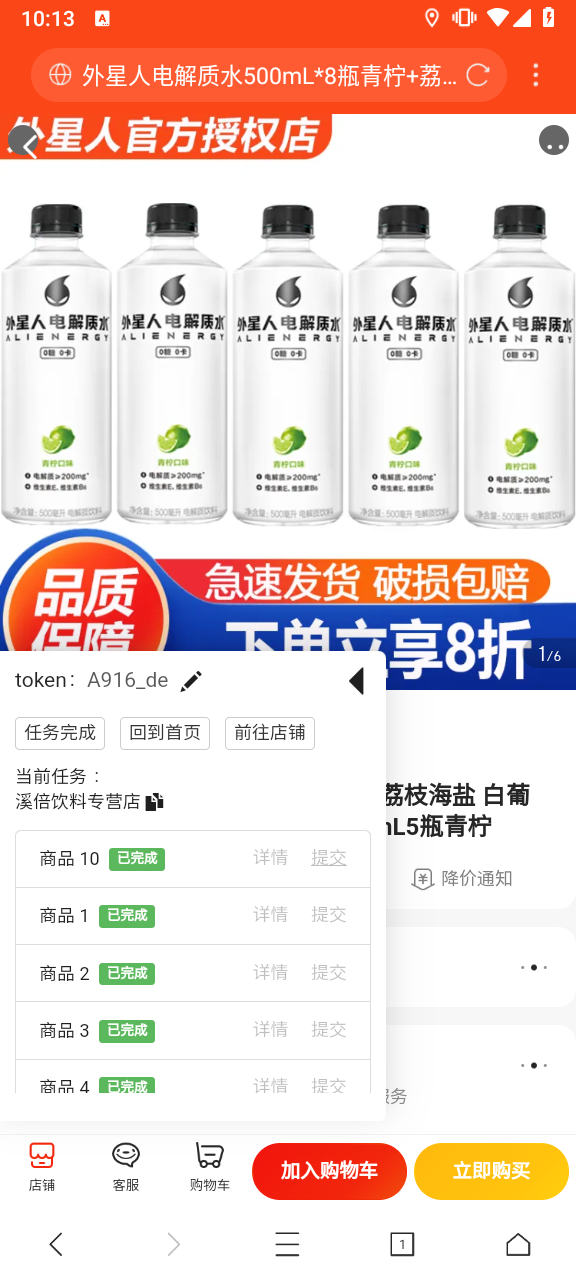 10:13
外星人电解质水500mL*8瓶青柠+荔...
外星人官方授权店
外星人电解质水 外星人电解质水 外星人电解质水 外星人电解质水 外星人电解质水
ALIENERGY ALIENERGY ALIENERGY ALIENERGY ALIENERGY
0糖 0卡 0糖 0卡 0糖 0卡 0糖 0卡 0糖 0卡
青柠口味 青柠口味 青柠口味 青柠口味 青柠口味
电解质≥200mg* 电解质≥200mg* 电解质≥200mg* 电解质≥200mg* 电解质≥200mg*
维生素E、维生素B6 维生素E、维生素B6 维生素E、维生素B6 维生素E、维生素B6 维生素E、维生素B6
净含量: 500毫升 电解质饮料 净含量: 500毫升 电解质饮料 净含量: 500毫升 电解质饮料 净含量: 500毫升 电解质饮料 净含量: 500毫升 电解质饮料
品质 急速发货 破损包赔
保障 下单立享8折
1/6
token: A916_de
任务完成 回到首页 前往店铺
当前任务：
溪倍饮料专营店
荔枝海盐 白葡
mL5瓶青柠
降价通知
商品 10 已完成 详情 提交
商品 1 已完成 详情 提交
商品 2 已完成 详情 提交
商品 3 已完成 详情 提交
商品 4 已完成 详情 提交
服务
店铺 客服 购物车 加入购物车 立即购买
1